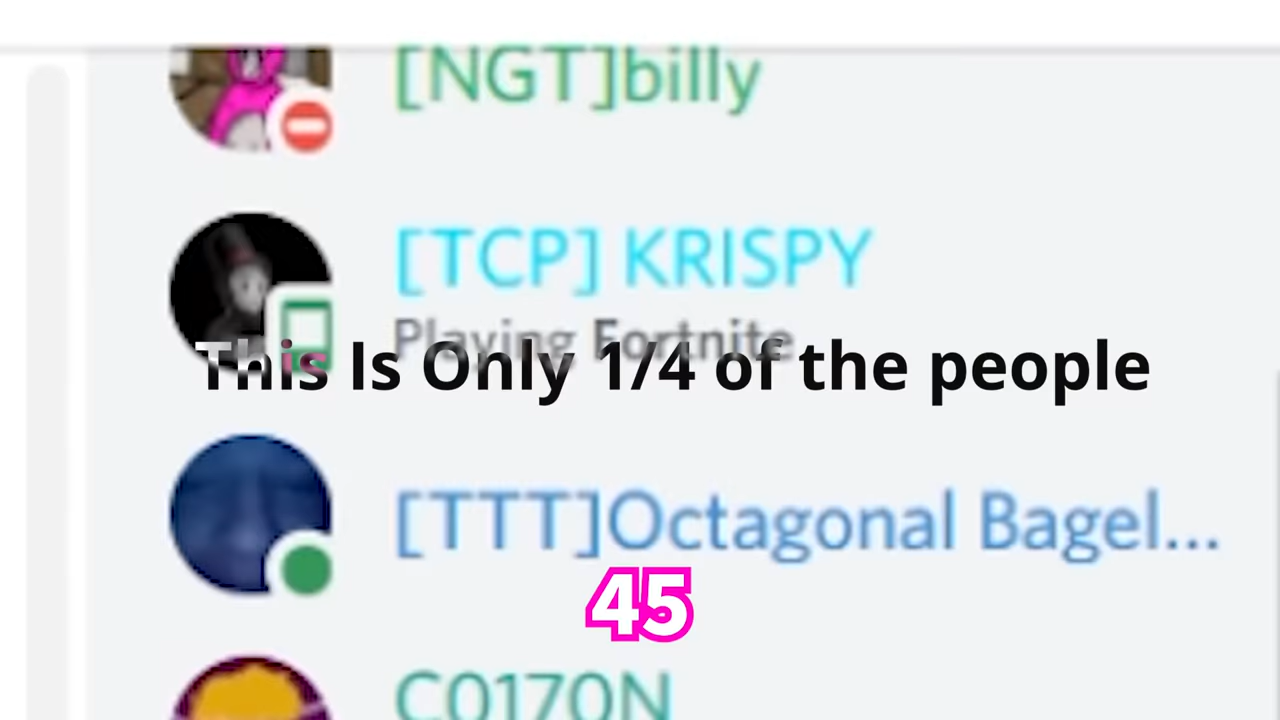 [NGT]billy
[TCP] KRISPY
Playing Fortnite
This Is Only 1/4 of the people
[TTT]Octagonal Bagel...
45
C0170N